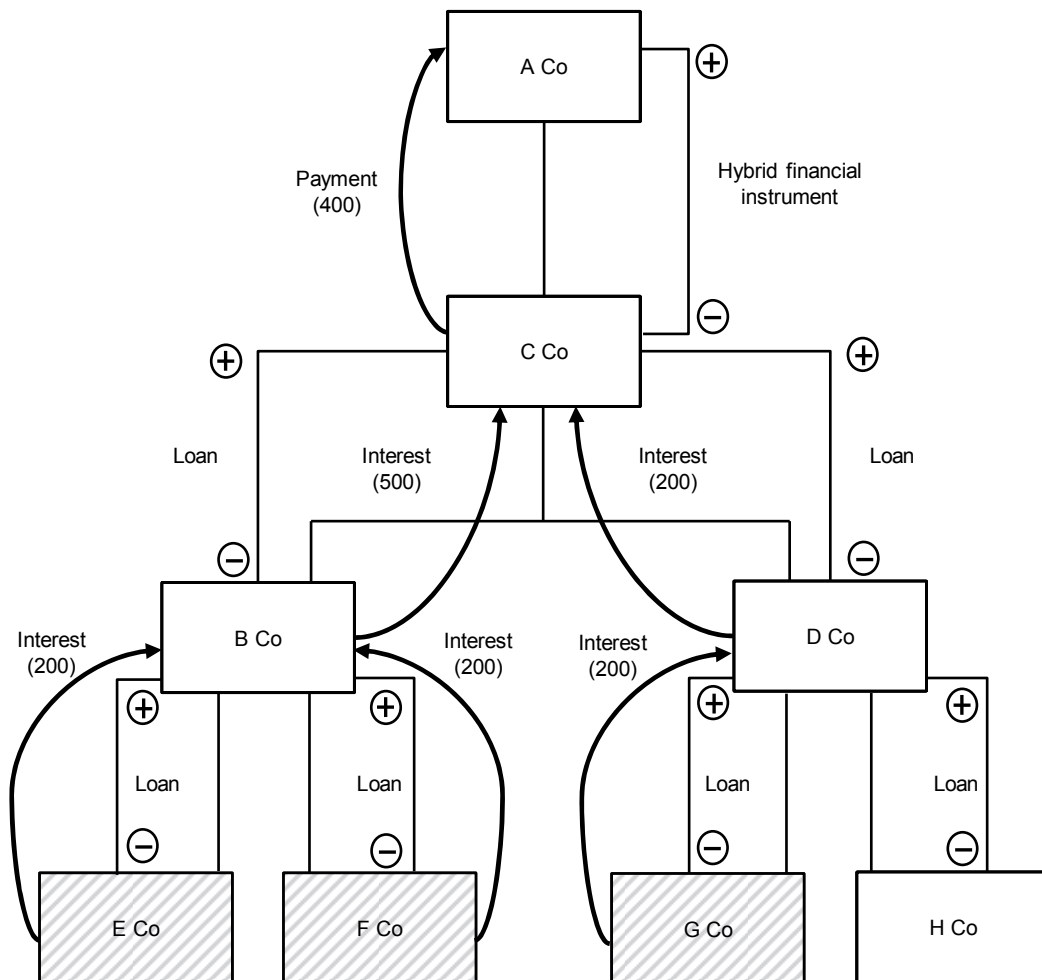 A Co
Payment
(400)
Hybrid financial
instrument
C Co
Loan
Interest
(500)
Interest
(200)
Loan
Interest
(200)
B Co
Interest
(200)
Interest
(200)
D Co
Loan
Loan
Loan
Loan
E Co
F Co
G Co
H Co